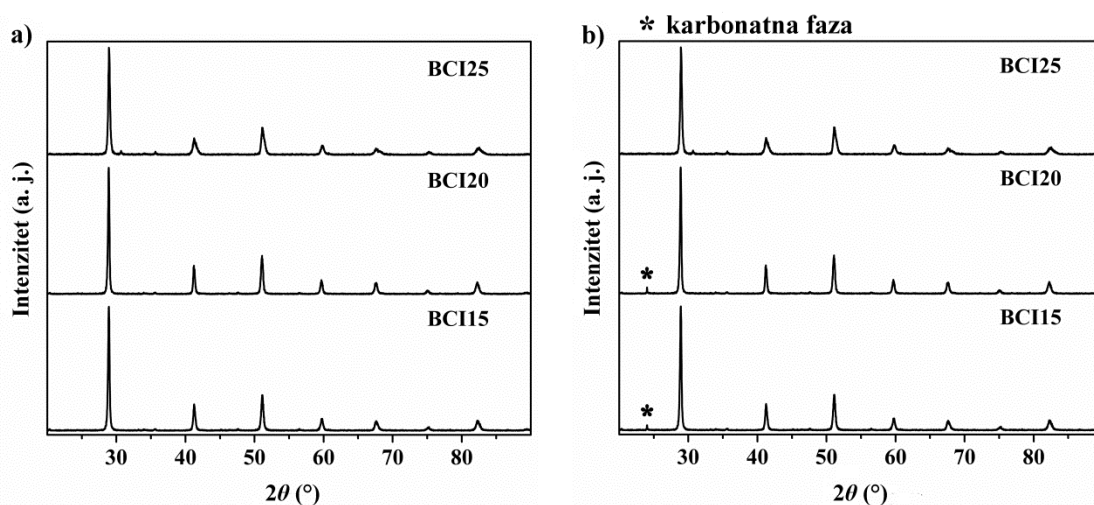 a)
BCI25
BCI20
BCI15
Intenzitet (a. j.)
30 40 50 60 70 80
2θ (°)
b)
* karbonatna faza
BCI25
BCI20
*
BCI15
*
Intenzitet (a. j.)
30 40 50 60 70 80
2θ (°)